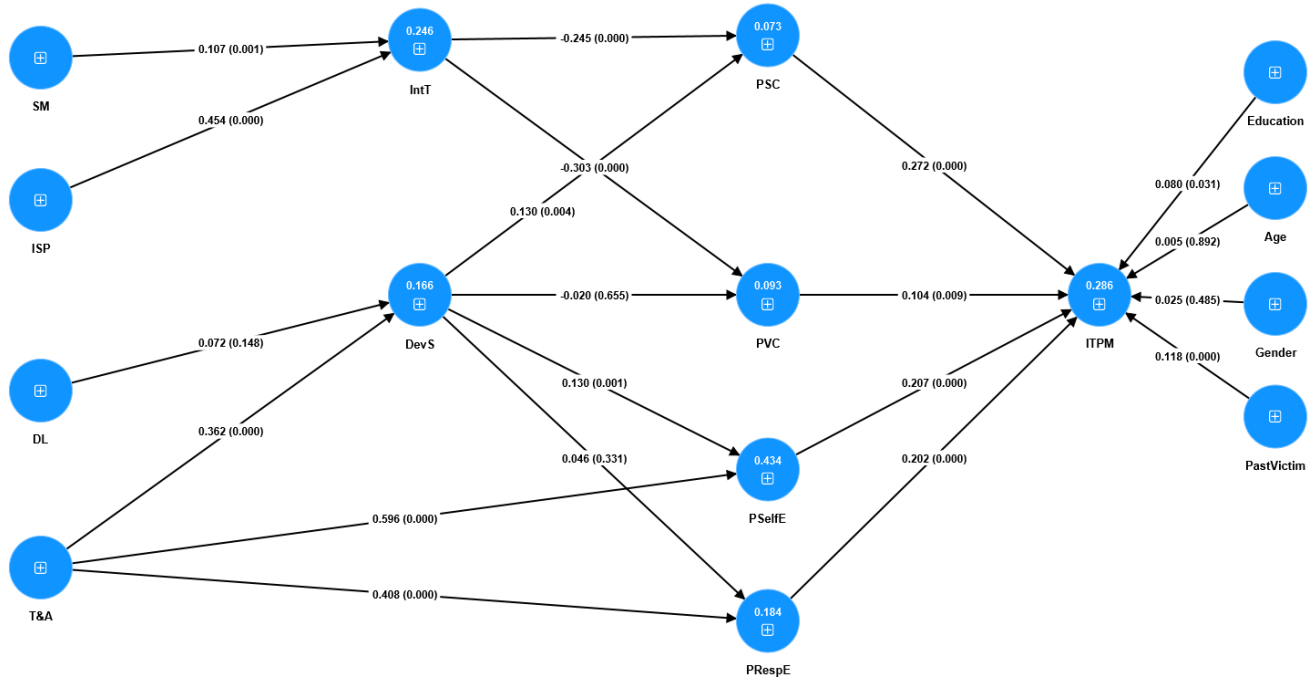 0.246
0.073
SM
0.107 (0.001)
IntT
-0.245 (0.000)
PSC
Education
ISP
0.454 (0.000)
-0.303 (0.000)
0.130 (0.004)
0.272 (0.000)
0.080 (0.031)
Age
0.005 (0.892)
0.166
DevS
-0.020 (0.655)
0.093
PVC
0.104 (0.009)
0.286
ITPM
0.025 (0.485)
Gender
DL
0.072 (0.148)
0.362 (0.000)
0.130 (0.001)
0.046 (0.331)
0.207 (0.000)
0.202 (0.000)
0.118 (0.000)
PastVictim
0.434
PSelfE
T&A
0.596 (0.000)
0.408 (0.000)
0.184
PRespE